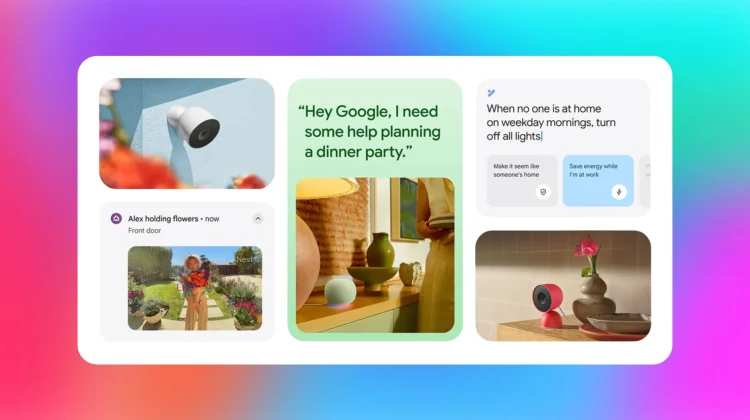 Alex holding flowers • now
Front door
Nest
“Hey Google, I need
some help planning
a dinner party.”
When no one is at home
on weekday mornings, turn
off all lights
Make it seem like
someone's home
Save energy while
I'm at work